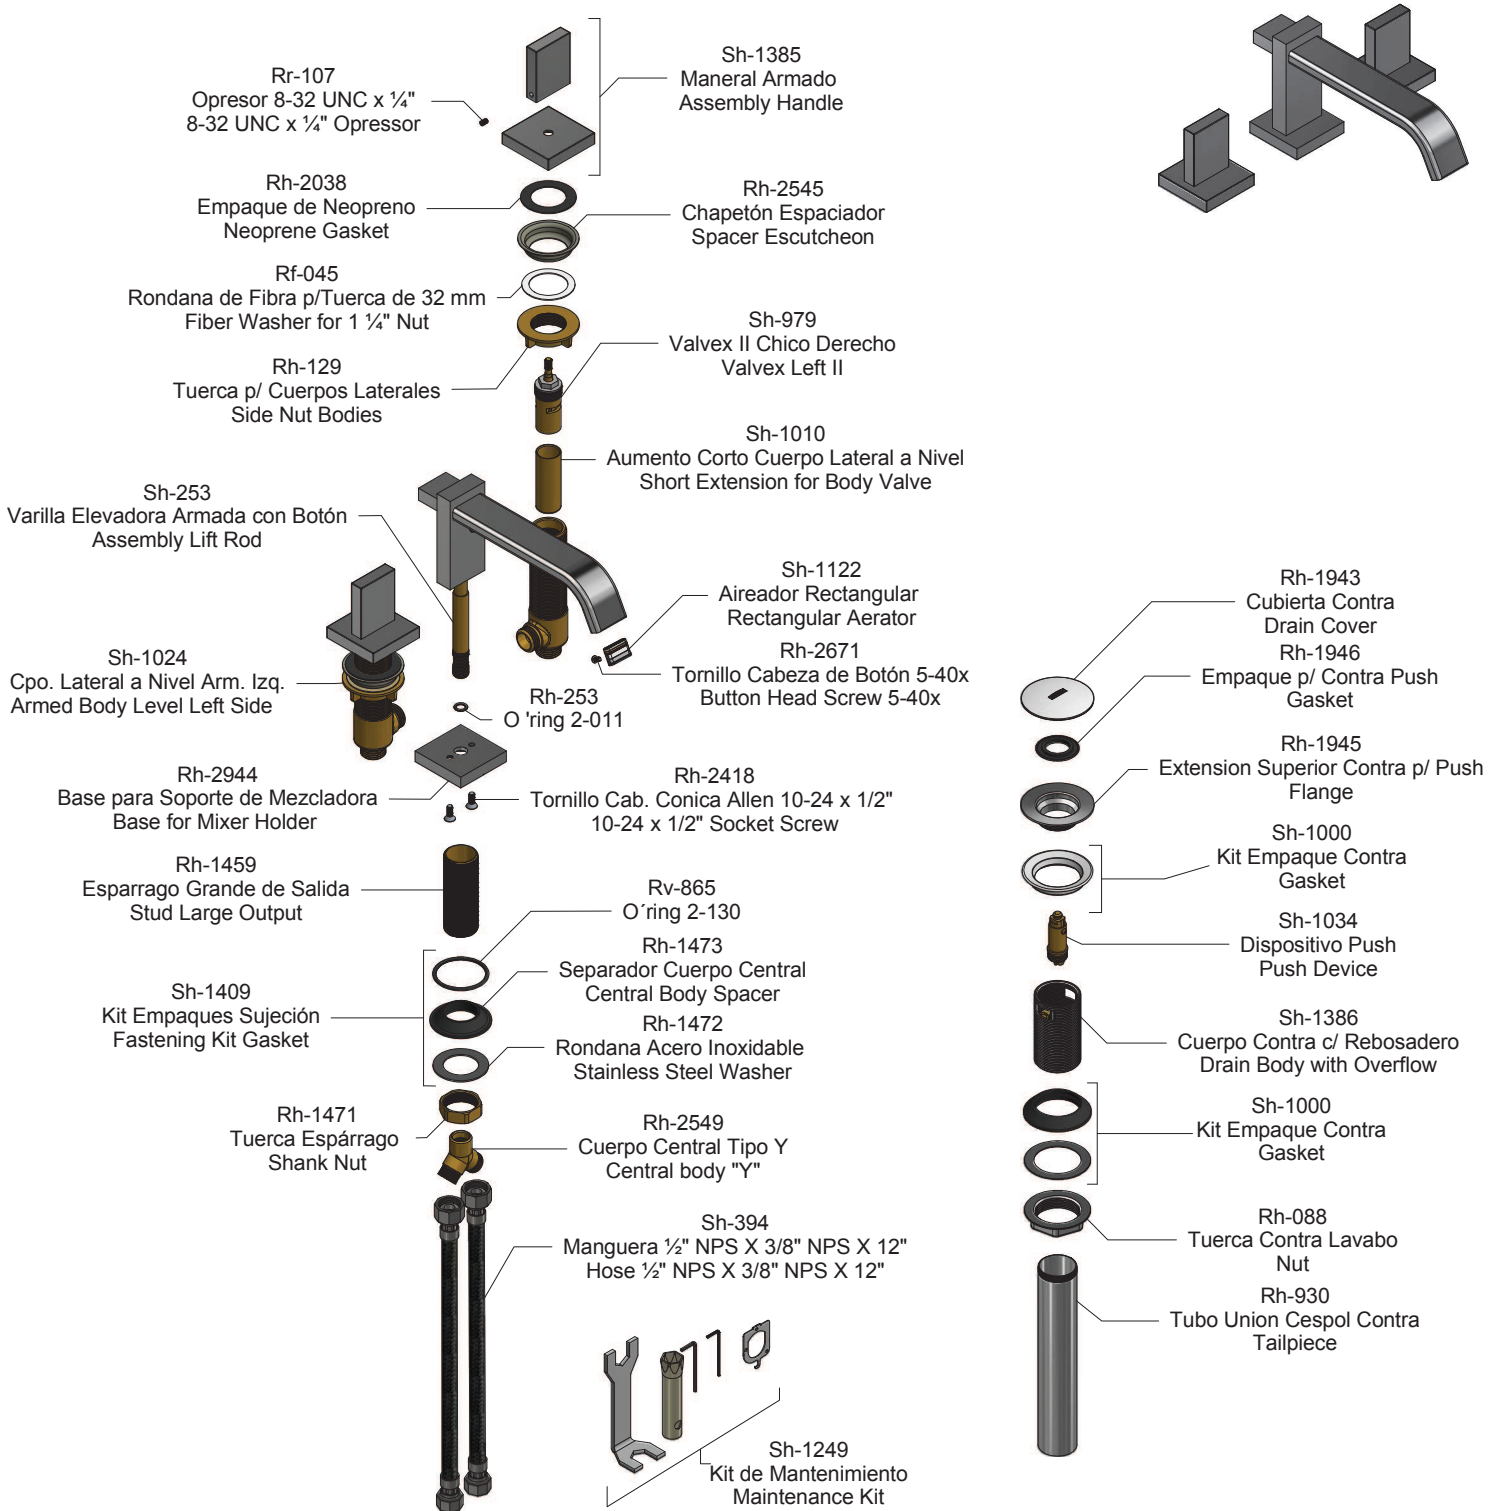 Sh-1385
Maneral Armado
Assembly Handle
Rr-107
Opresor 8-32 UNC x ¼"
8-32 UNC x ¼" Opressor
Rh-2038
Empaque de Neopreno
Neoprene Gasket
Rh-2545
Chapetón Espaciador
Spacer Escutcheon
Rf-045
Rondana de Fibra p/Tuerca de 32 mm
Fiber Washer for 1 ¼" Nut
Sh-979
Valvex II Chico Derecho
Valvex Left II
Rh-129
Tuerca p/ Cuerpos Laterales
Side Nut Bodies
Sh-1010
Aumento Corto Cuerpo Lateral a Nivel
Short Extension for Body Valve
Sh-253
Varilla Elevadora Armada con Botón
Assembly Lift Rod
Sh-1122
Aireador Rectangular
Rectangular Aerator
Rh-2671
Tornillo Cabeza de Botón 5-40x
Button Head Screw 5-40x
Sh-1024
Cpo. Lateral a Nivel Arm. Izq.
Armed Body Level Left Side
Rh-253
O 'ring 2-011
Rh-2944
Base para Soporte de Mezcladora
Base for Mixer Holder
Rh-2418
Tornillo Cab. Conica Allen 10-24 x 1/2"
10-24 x 1/2" Socket Screw
Rh-1459
Esparrago Grande de Salida
Stud Large Output
Rv-865
O´ring 2-130
Rh-1473
Separador Cuerpo Central
Central Body Spacer
Sh-1409
Kit Empaques Sujeción
Fastening Kit Gasket
Rh-1472
Rondana Acero Inoxidable
Stainless Steel Washer
Rh-1471
Tuerca Espárrago
Shank Nut
Rh-2549
Cuerpo Central Tipo Y
Central body "Y"
Sh-394
Manguera ½" NPS X 3/8" NPS X 12"
Hose ½" NPS X 3/8" NPS X 12"
Sh-1249
Kit de Mantenimiento
Maintenance Kit
Rh-1943
Cubierta Contra
Drain Cover
Rh-1946
Empaque p/ Contra Push
Gasket
Rh-1945
Extension Superior Contra p/ Push
Flange
Sh-1000
Kit Empaque Contra
Gasket
Sh-1034
Dispositivo Push
Push Device
Sh-1386
Cuerpo Contra c/ Rebosadero
Drain Body with Overflow
Sh-1000
Kit Empaque Contra
Gasket
Rh-088
Tuerca Contra Lavabo
Nut
Rh-930
Tubo Union Cespol Contra
Tailpiece